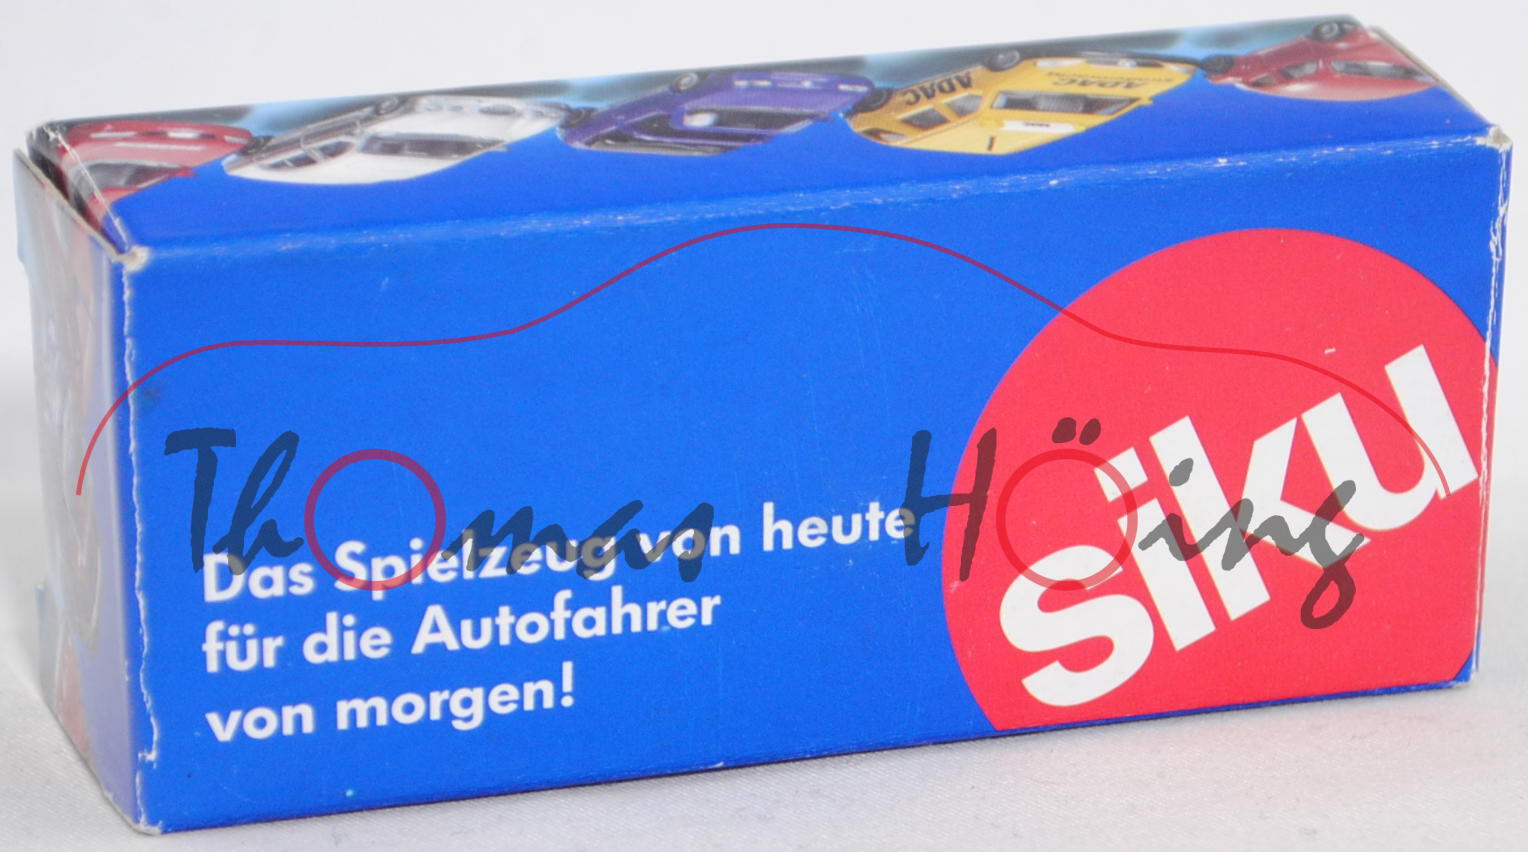 ADAC
ADAC
siku
Thomas Höing
Das Spielzeug von heute
für die Autofahrer
von morgen!